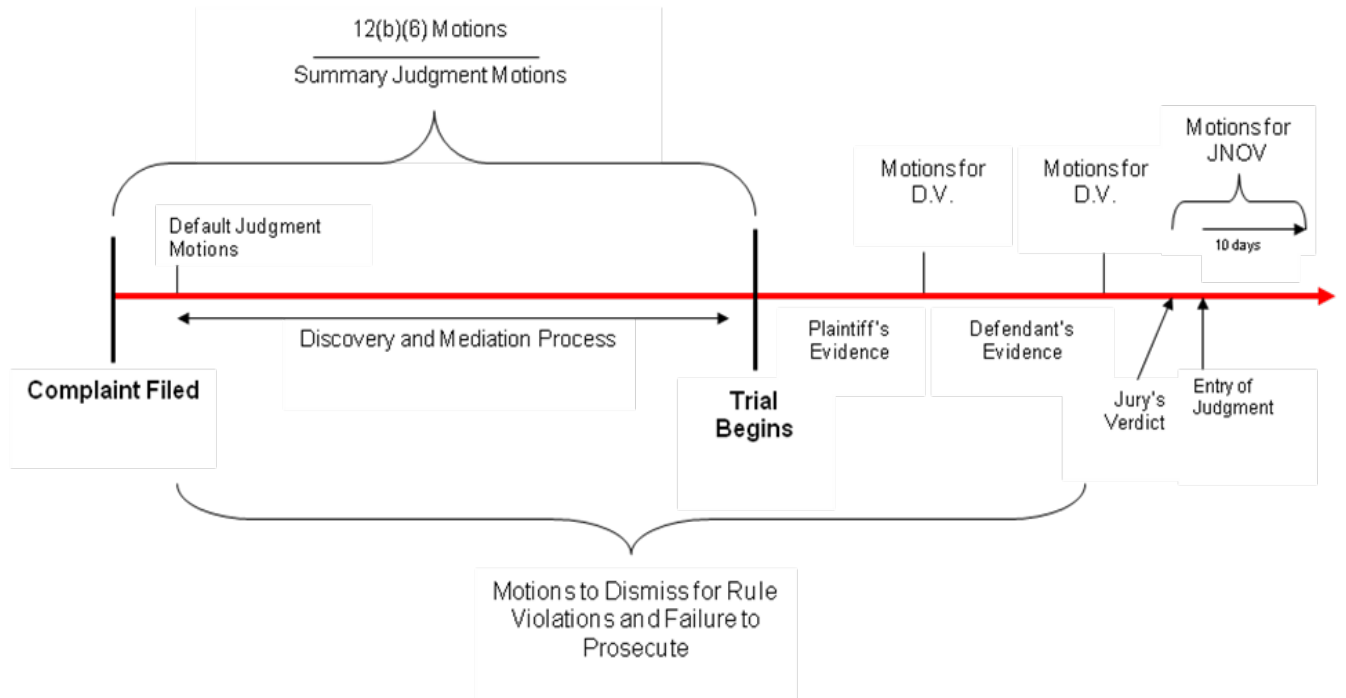 12(b)(6) Motions
Summary Judgment Motions
Default Judgment
Motions
Motions for
D.V.
Motions for
D.V.
Motions for
JNOV
10 days
Discovery and Mediation Process
Complaint Filed
Trial
Begins
Plaintiff's
Evidence
Defendant's
Evidence
Jury's
Verdict
Entry of
Judgment
Motions to Dismiss for Rule
Violations and Failure to
Prosecute